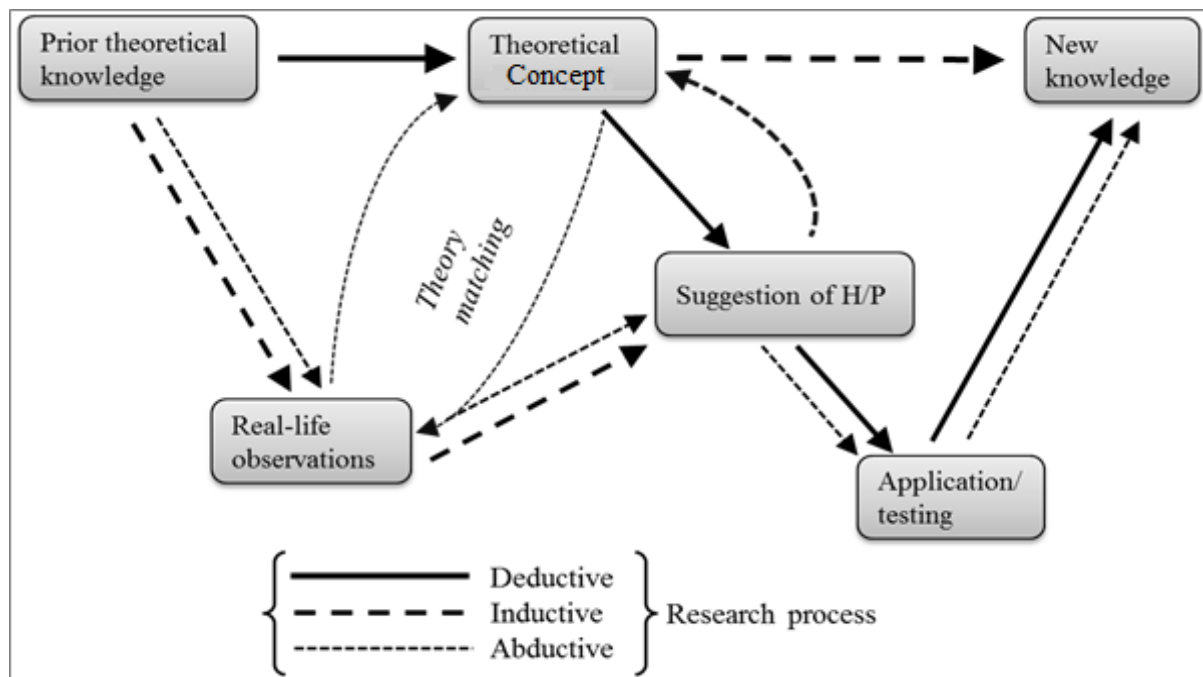 Prior theoretical
knowledge
Theoretical
Concept
New
knowledge
Theory
matching
Suggestion of H/P
Real-life
observations
Application/
testing
Deductive
Inductive
Abductive
Research process